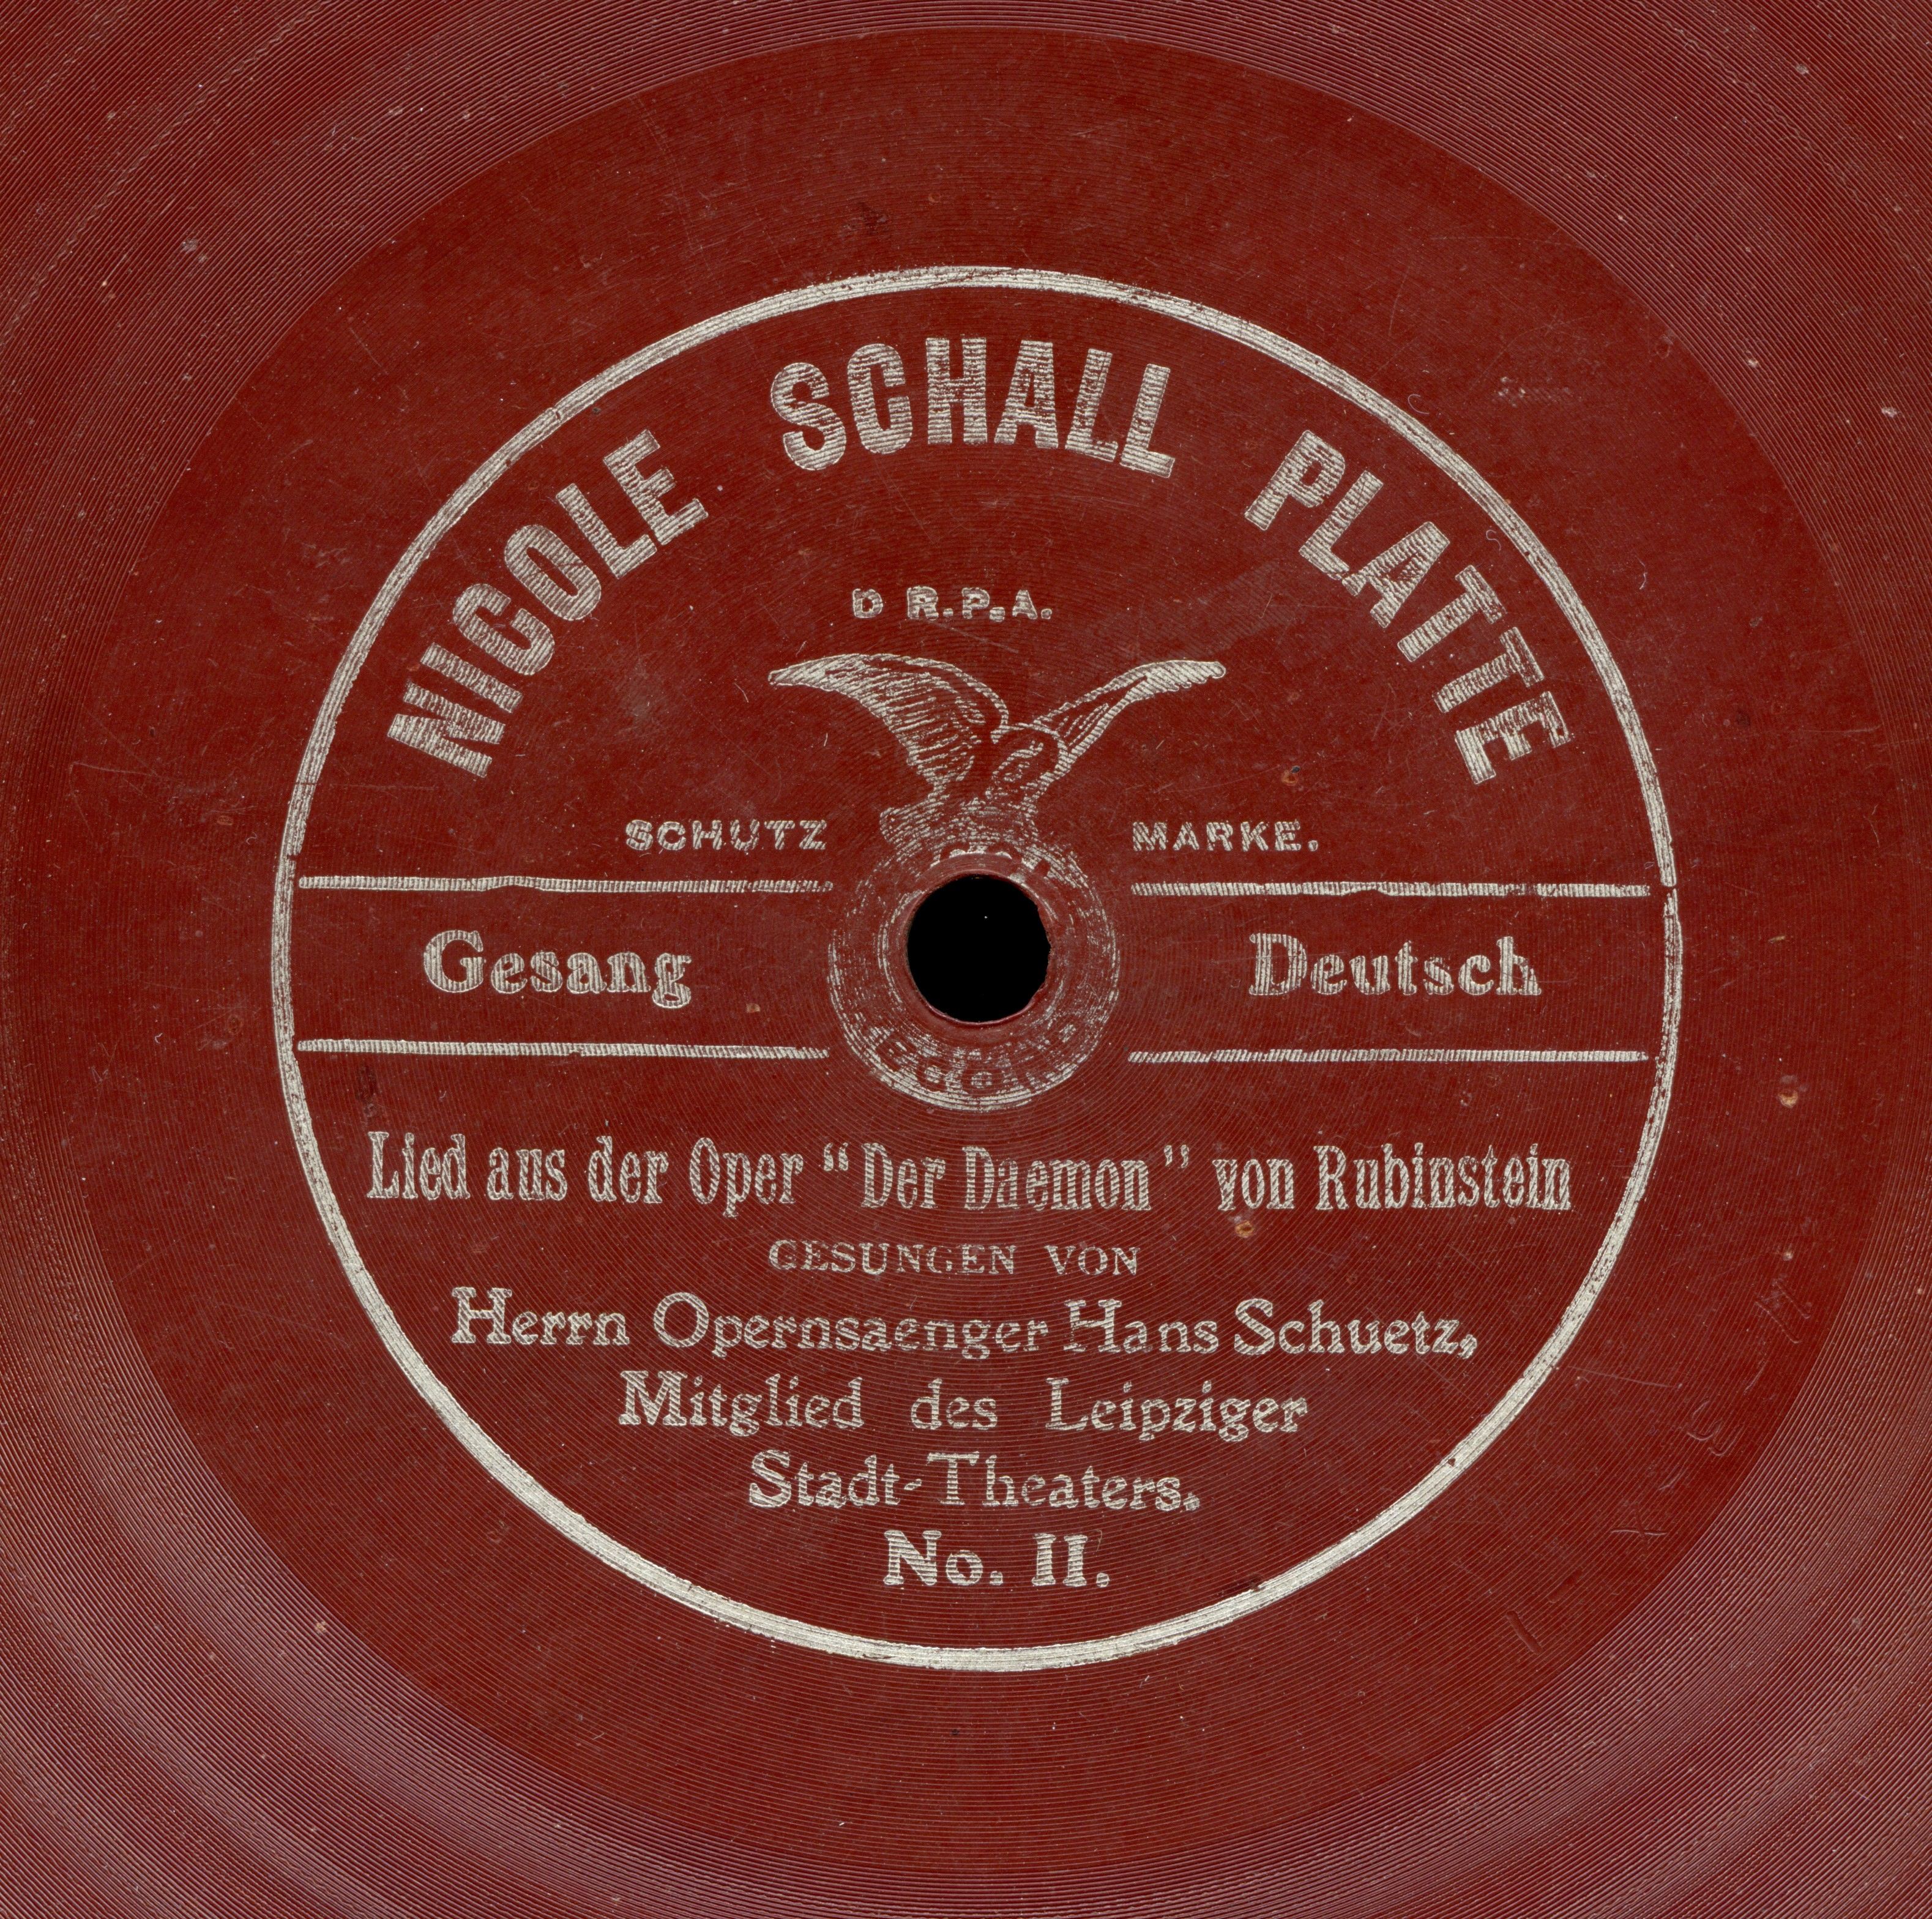 NICOLE SCHALL PLATTE
D R.P.A.
SCHUTZ MARKE.
Gesang Deutsch
Lied aus der Oper “Der Daemon” von Rubinstein
GESUNGEN VON
Herrn Opernsaenger Hans Schuetz,
Mitglied des Leipziger
Stadt-Theaters.
No. II.